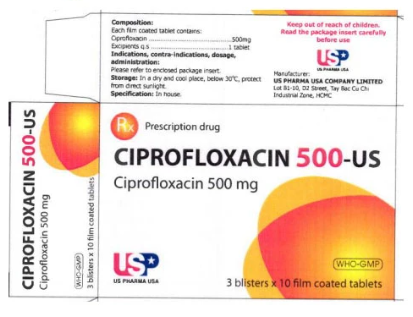 Composition:
Each film coated tablet contains:
Ciprofloxacin ................................500mg
Excipients q.s ................................1 tablet
Indications, contra-indications, dosage,
administration:
Please refer to enclosed package insert.
Storage: In a dry and cool place, below 30°C, protect
from direct sunlight.
Specification: In house.
Keep out of reach of children.
Read the package insert carefully
before use
USP
US PHARMA USA
Manufacturer:
US PHARMA USA COMPANY LIMITED
Lot B1-10, D2 Street, Tay Bac Cu Chi
Industrial Zone, HCMC
Rx Prescription drug
CIPROFLOXACIN 500-US
Ciprofloxacin 500 mg
USP
US PHARMA USA
WHO-GMP
3 blisters x 10 film coated tablets
CIPROFLOXACIN 500-US
Ciprofloxacin 500 mg
WHO-GMP
3 blisters x 10 film coated tablets